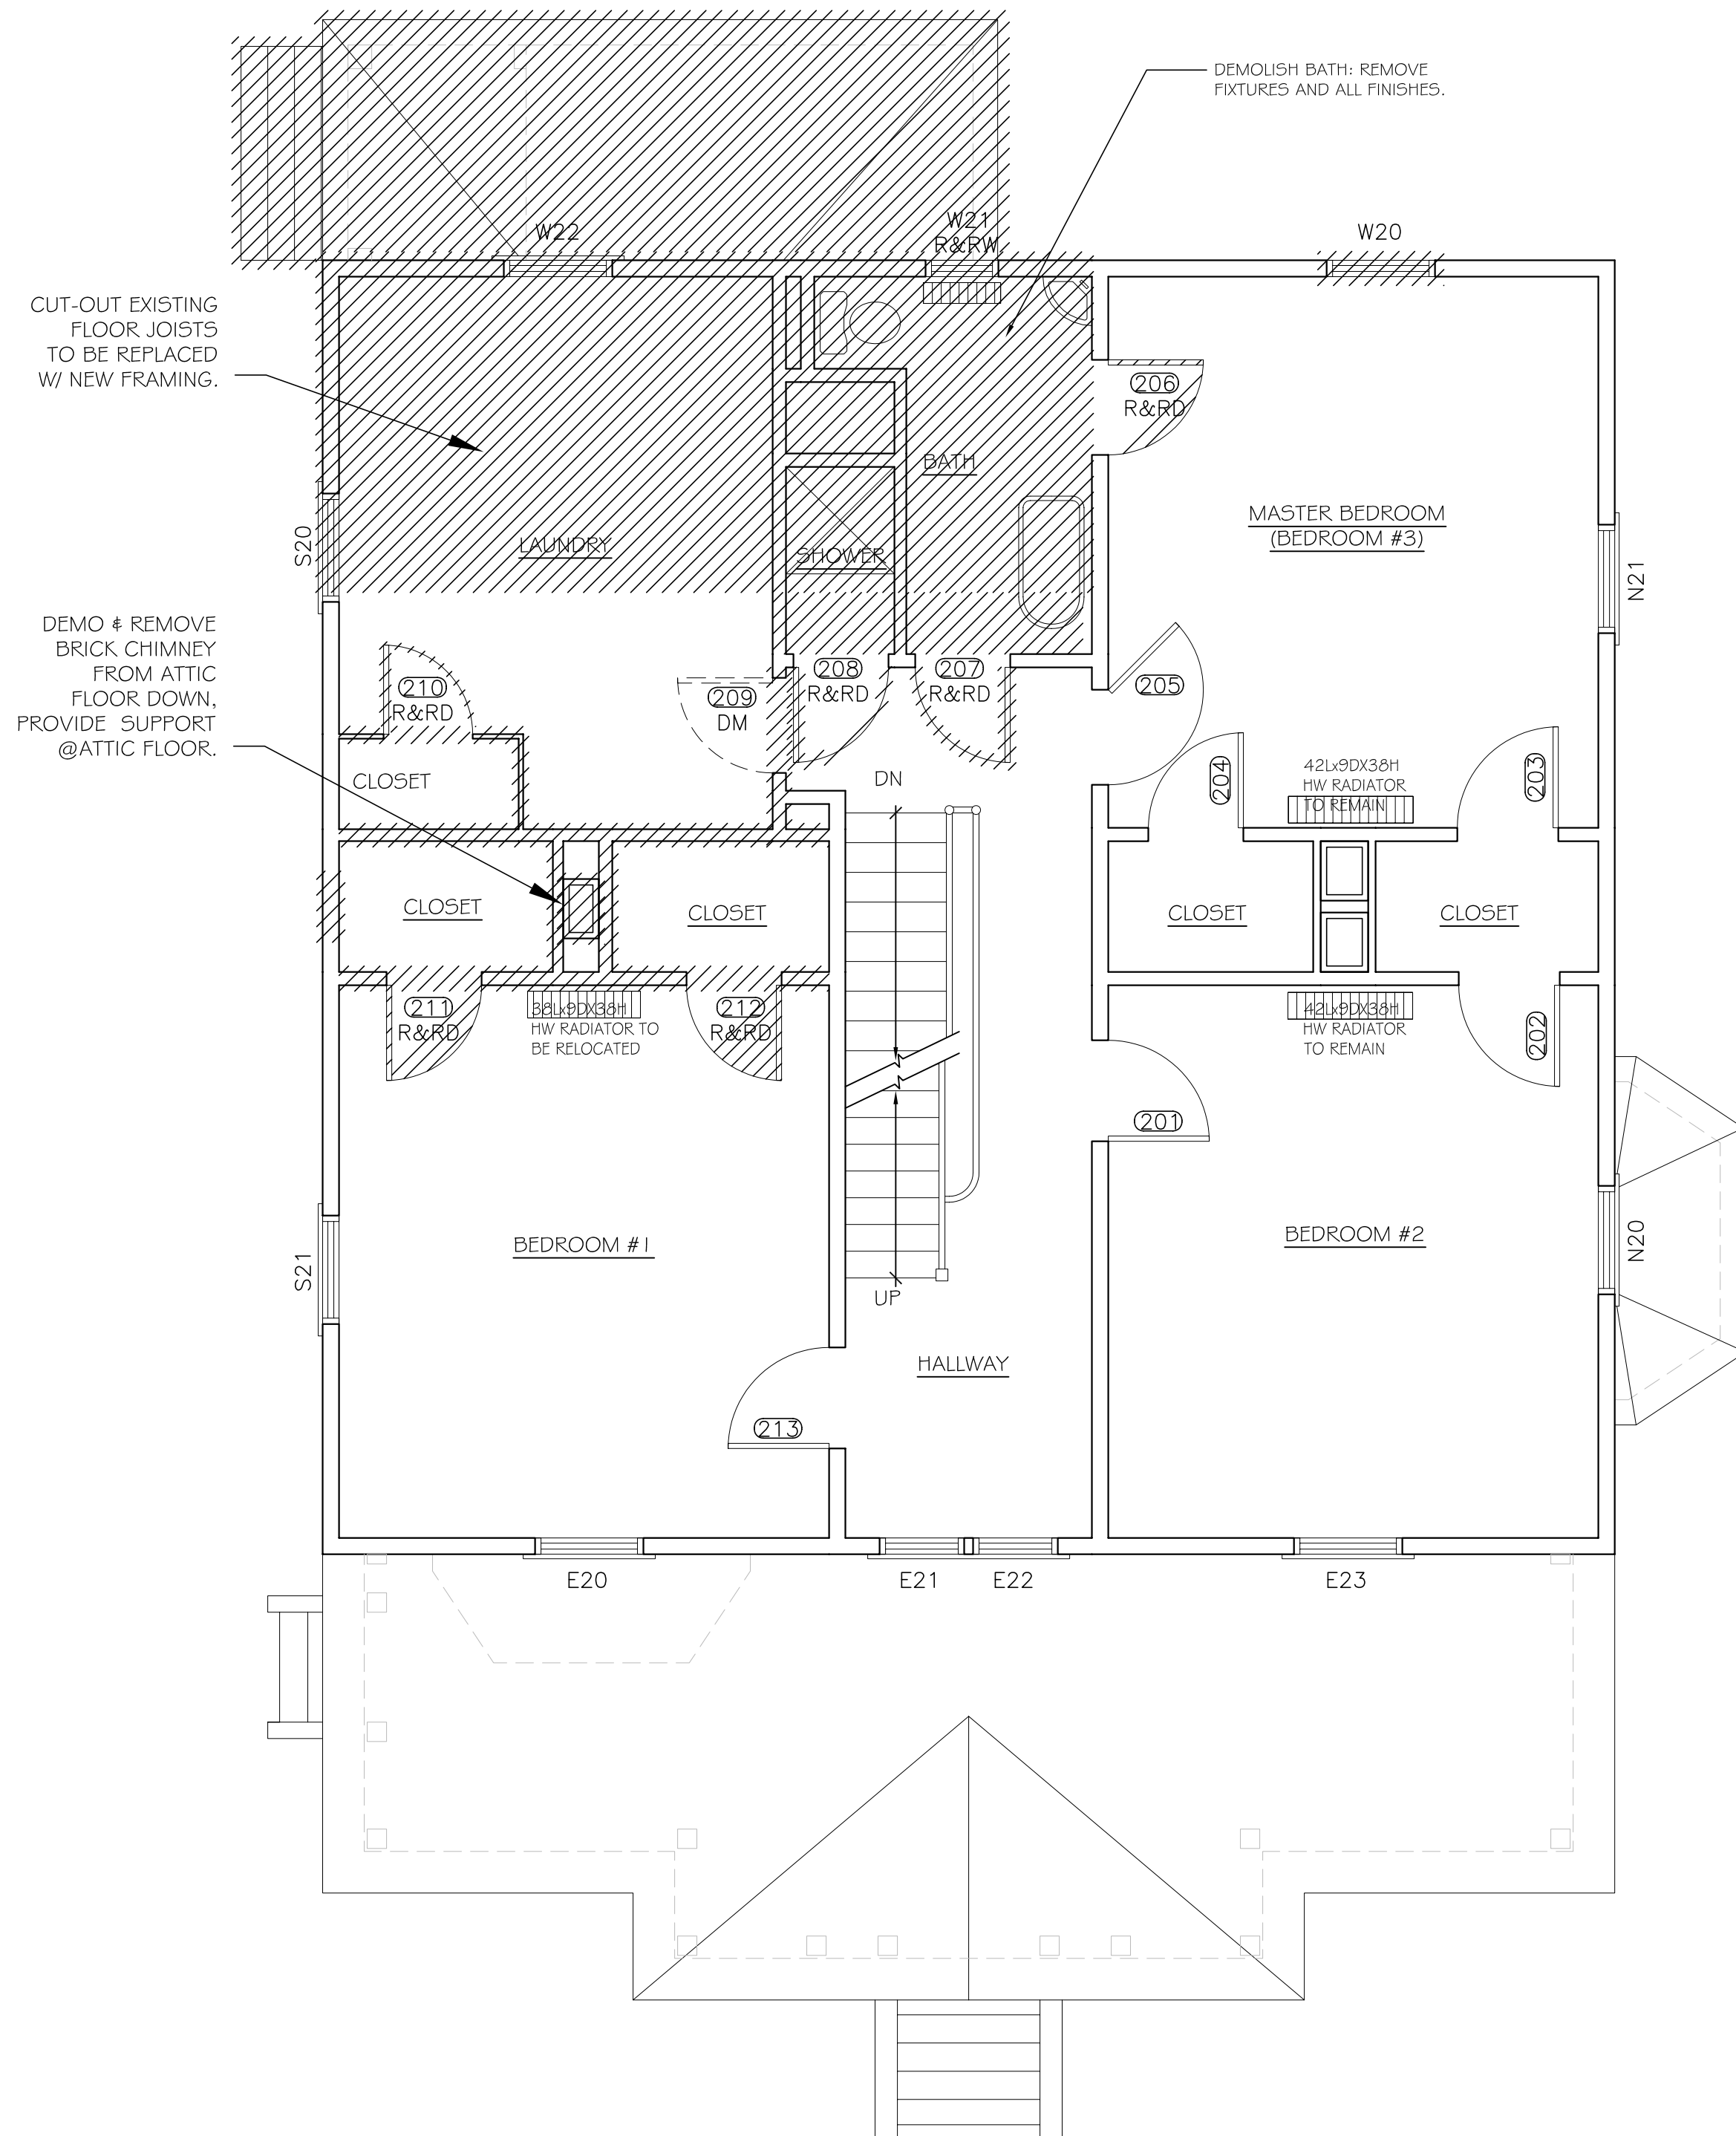 DEMOLISH BATH: REMOVE
FIXTURES AND ALL FINISHES.
W22
W21
R&RW
W20
CUT-OUT EXISTING
FLOOR JOISTS
TO BE REPLACED
W/ NEW FRAMING.
206
R&RD
BATH
MASTER BEDROOM
(BEDROOM #3)
S20
LAUNDRY
SHOWER
N21
DEMO & REMOVE
BRICK CHIMNEY
FROM ATTIC
FLOOR DOWN,
PROVIDE SUPPORT
@ATTIC FLOOR.
210
R&RD
209
DM
208
R&RD
207
R&RD
205
CLOSET
DN
204
42Lx9DX38H
HW RADIATOR
TO REMAIN
203
CLOSET
CLOSET
CLOSET
CLOSET
211
R&RD
38Lx9DX38H
HW RADIATOR TO
BE RELOCATED
212
R&RD
42Lx9DX38H
HW RADIATOR
TO REMAIN
202
201
S21
BEDROOM #1
BEDROOM #2
N20
UP
HALLWAY
213
E20
E21
E22
E23